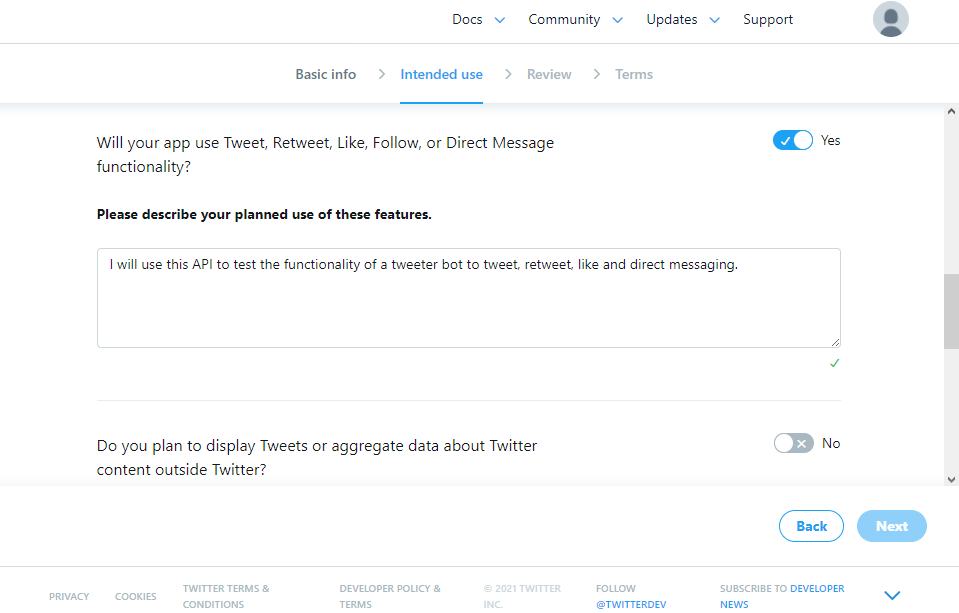 Docs Community Updates Support
Basic info Intended use Review Terms
Will your app use Tweet, Retweet, Like, Follow, or Direct Message
functionality?
Yes
Please describe your planned use of these features.
I will use this API to test the functionality of a tweeter bot to tweet, retweet, like and direct messaging.
Do you plan to display Tweets or aggregate data about Twitter
content outside Twitter?
No
Back Next
PRIVACY
COOKIES
TWITTER TERMS &
CONDITIONS
DEVELOPER POLICY &
TERMS
© 2021 TWITTER
INC.
FOLLOW
@TWITTERDEV
SUBSCRIBE TO DEVELOPER
NEWS